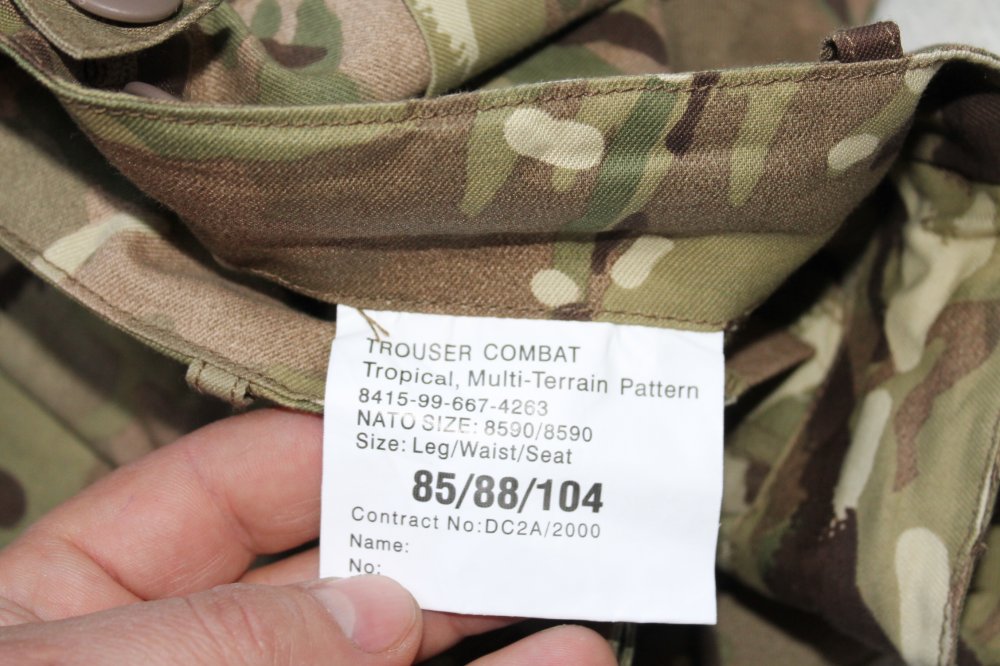 TROUSER COMBAT
Tropical, Multi-Terrain Pattern
8415-99-667-4263
NATO SIZE: 8590/8590
Size: Leg/Waist/Seat
85/88/104
Contract No:DC2A/2000
Name:
No: